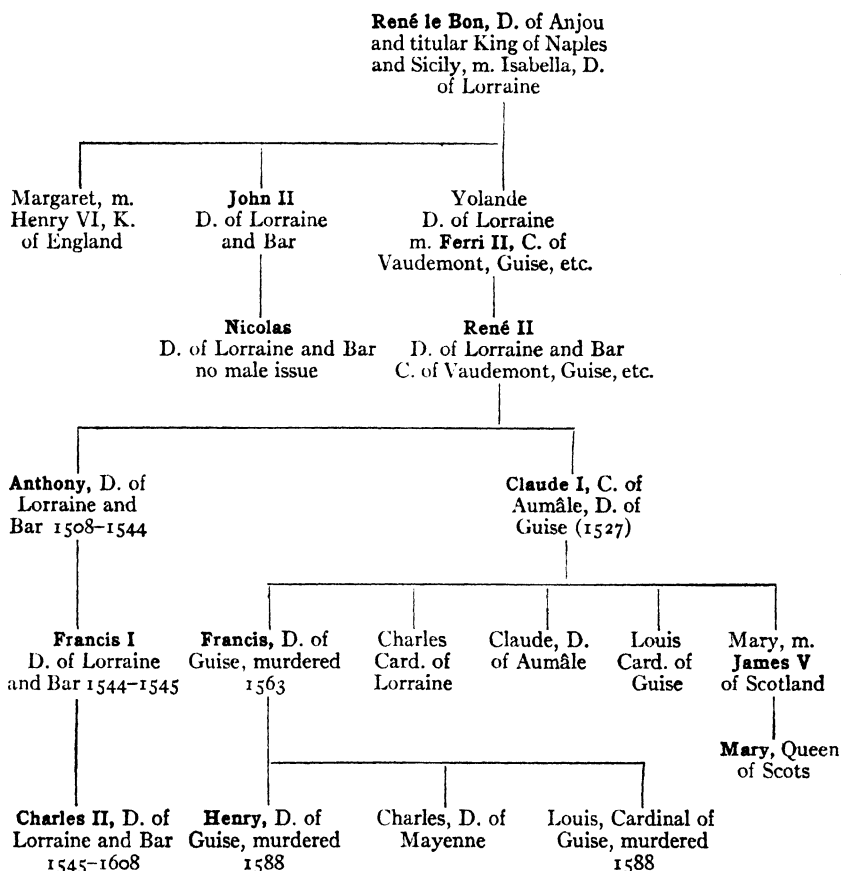 René le Bon, D. of Anjou
and titular King of Naples
and Sicily, m. Isabella, D.
of Lorraine
Margaret, m.
Henry VI, K.
of England
John II
D. of Lorraine
and Bar
Yolande
D. of Lorraine
m. Ferri II, C. of
Vaudemont, Guise, etc.
Nicolas
D. of Lorraine and Bar
no male issue
René II
D. of Lorraine and Bar
C. of Vaudemont, Guise, etc.
Anthony, D. of
Lorraine and
Bar 1508–1544
Claude I, C. of
Aumâle, D. of
Guise (1527)
Francis I
D. of Lorraine
and Bar 1544–1545
Francis, D. of
Guise, murdered
1563
Charles
Card. of
Lorraine
Claude, D.
of Aumâle
Louis
Card. of
Guise
Mary, m.
James V
of Scotland
Mary, Queen
of Scots
Charles II, D. of
Lorraine and Bar
1545–1608
Henry, D. of
Guise, murdered
1588
Charles, D. of
Mayenne
Louis, Cardinal of
Guise, murdered
1588